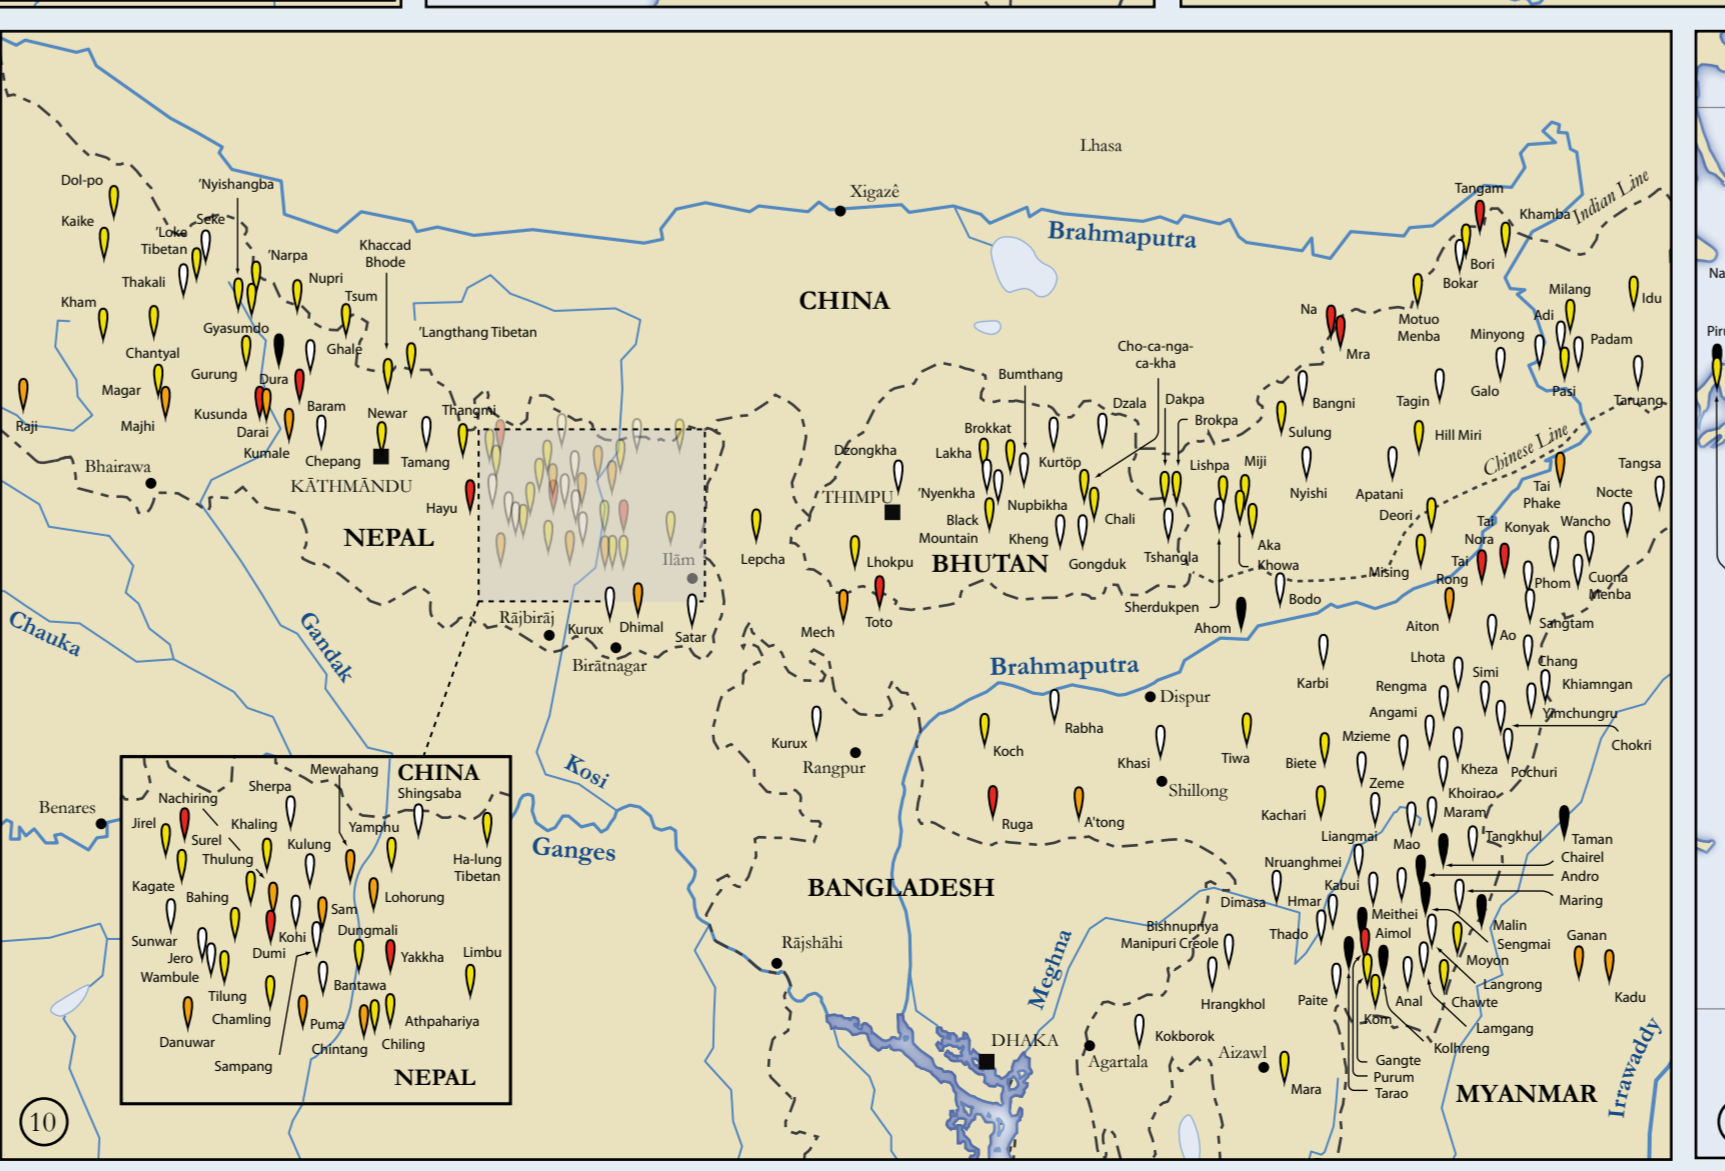 Lhasa
Tangam
Indian Line
Khamba
Dol-po
'Nyishangba
Xigazê
Kaike
Seke
'Loke
Tibetan
Brahmaputra
Bori
Bokar
Khaccad
Bhode
'Narpa
Thakali
Nupri
Tsum
Milang
Idu
Kham
CHINA
Na
Motuo
Menba
Adi
Minyong
Padam
Gyasumdo
'Langthang Tibetan
Chantyal
Ghale
Cho-ca-nga-
ca-kha
Mra
Gurung
Dura
Bumthang
Galo
Pasi
Magar
Kusunda
Baram
Newar
Thangmi
Dzala
Dakpa
Bangni
Tagin
Taruang
Raji
Majhi
Darai
Brokkat
Brokpa
Sulung
Hill Miri
Chinese Line
Kumale
Chepang
Tamang
Dzongkha
Lakha
Kurtöp
Lishpa
Miji
Bhairawa
KĀTHMĀNDU
THIMPU
'Nyenkha
Nupbikha
Nyishi
Apatani
Tai
Phake
Tangsa
Nocte
Hayu
Black
Mountain
Kheng
Chali
Deori
Tai
Nora
Konyak
Wancho
NEPAL
Ilām
Lepcha
Lhokpu
BHUTAN
Gongduk
Tshangla
Aka
Khowa
Mising
Tai
Rong
Phom
Cuona
Menba
Chauka
Gandak
Rājbirāj
Kurux
Dhimal
Satar
Mech
Toto
Sherdukpen
Ahom
Bodo
Aiton
Ao
Sangtam
Birātnagar
Brahmaputra
Lhota
Simi
Chang
Karbi
Rengma
Khiamngan
Dispur
Angami
Yimchungru
Kurux
Rabha
Mzieme
Chokri
Rangpur
Koch
Khasi
Tiwa
Biete
Kheza
Pochuri
Kosi
Zeme
Khoirao
Shillong
Benares
Ganges
Ruga
A'tong
Kachari
Maram
Liangmai
Mao
Tangkhul
Taman
Chairel
Andro
Maring
Nruanghmei
Kabui
BANGLADESH
Dimasa
Hmar
Meithei
Malin
Sengmai
Thado
Aimol
Moyon
Ganan
Bishnupriya
Manipuri Creole
Rājshāhi
Meghna
Hrangkhol
Paite
Anal
Langrong
Chawte
Kadu
Kom
Lamgang
Kolhreng
Kokborok
DHAKA
Agartala
Aizawl
Mara
Gangte
Purum
Tarao
MYANMAR
Irrawaddy
Mewahang
CHINA
Sherpa
Shingsaba
Nachiring
Jirel
Surel
Khaling
Kulung
Yamphu
Thulung
Ha-lung
Tibetan
Kagate
Bahing
Lohorung
Sam
Sunwar
Jero
Dumi
Kohi
Dungmali
Wambule
Yakkha
Limbu
Tilung
Bantawa
Chamling
Puma
Athpahariya
Danuwar
Chintang
Chiling
Sampang
NEPAL
10